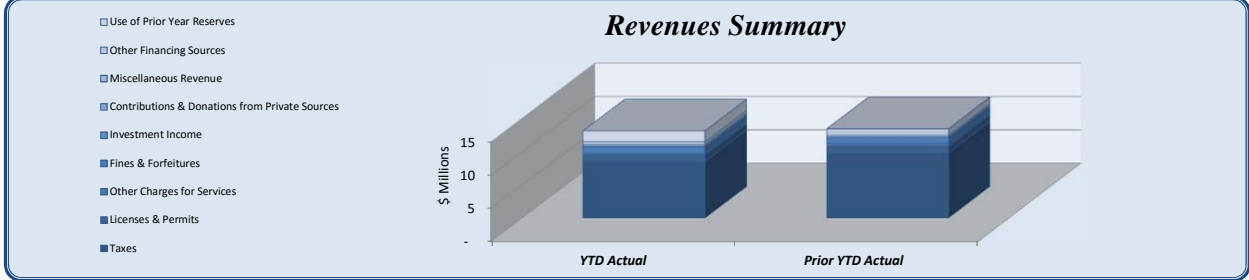 Revenues Summary
Use of Prior Year Reserves
Other Financing Sources
Miscellaneous Revenue
Contributions & Donations from Private Sources
Investment Income
Fines & Forfeitures
Other Charges for Services
Licenses & Permits
Taxes
$ Millions
15
10
5
-
YTD Actual
Prior YTD Actual